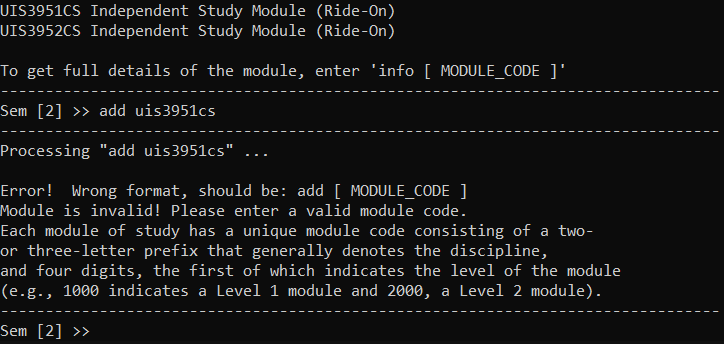 UIS3951CS Independent Study Module (Ride-On)
UIS3952CS Independent Study Module (Ride-On)
To get full details of the module, enter 'info [ MODULE_CODE ]'
--------------------------------------------------------------------------------
Sem [2] >> add uis3951cs
--------------------------------------------------------------------------------
Processing "add uis3951cs" ...
Error!  Wrong format, should be: add [ MODULE_CODE ]
Module is invalid! Please enter a valid module code.
Each module of study has a unique module code consisting of a two-
or three-letter prefix that generally denotes the discipline,
and four digits, the first of which indicates the level of the module
(e.g., 1000 indicates a Level 1 module and 2000, a Level 2 module).
--------------------------------------------------------------------------------
Sem [2] >>